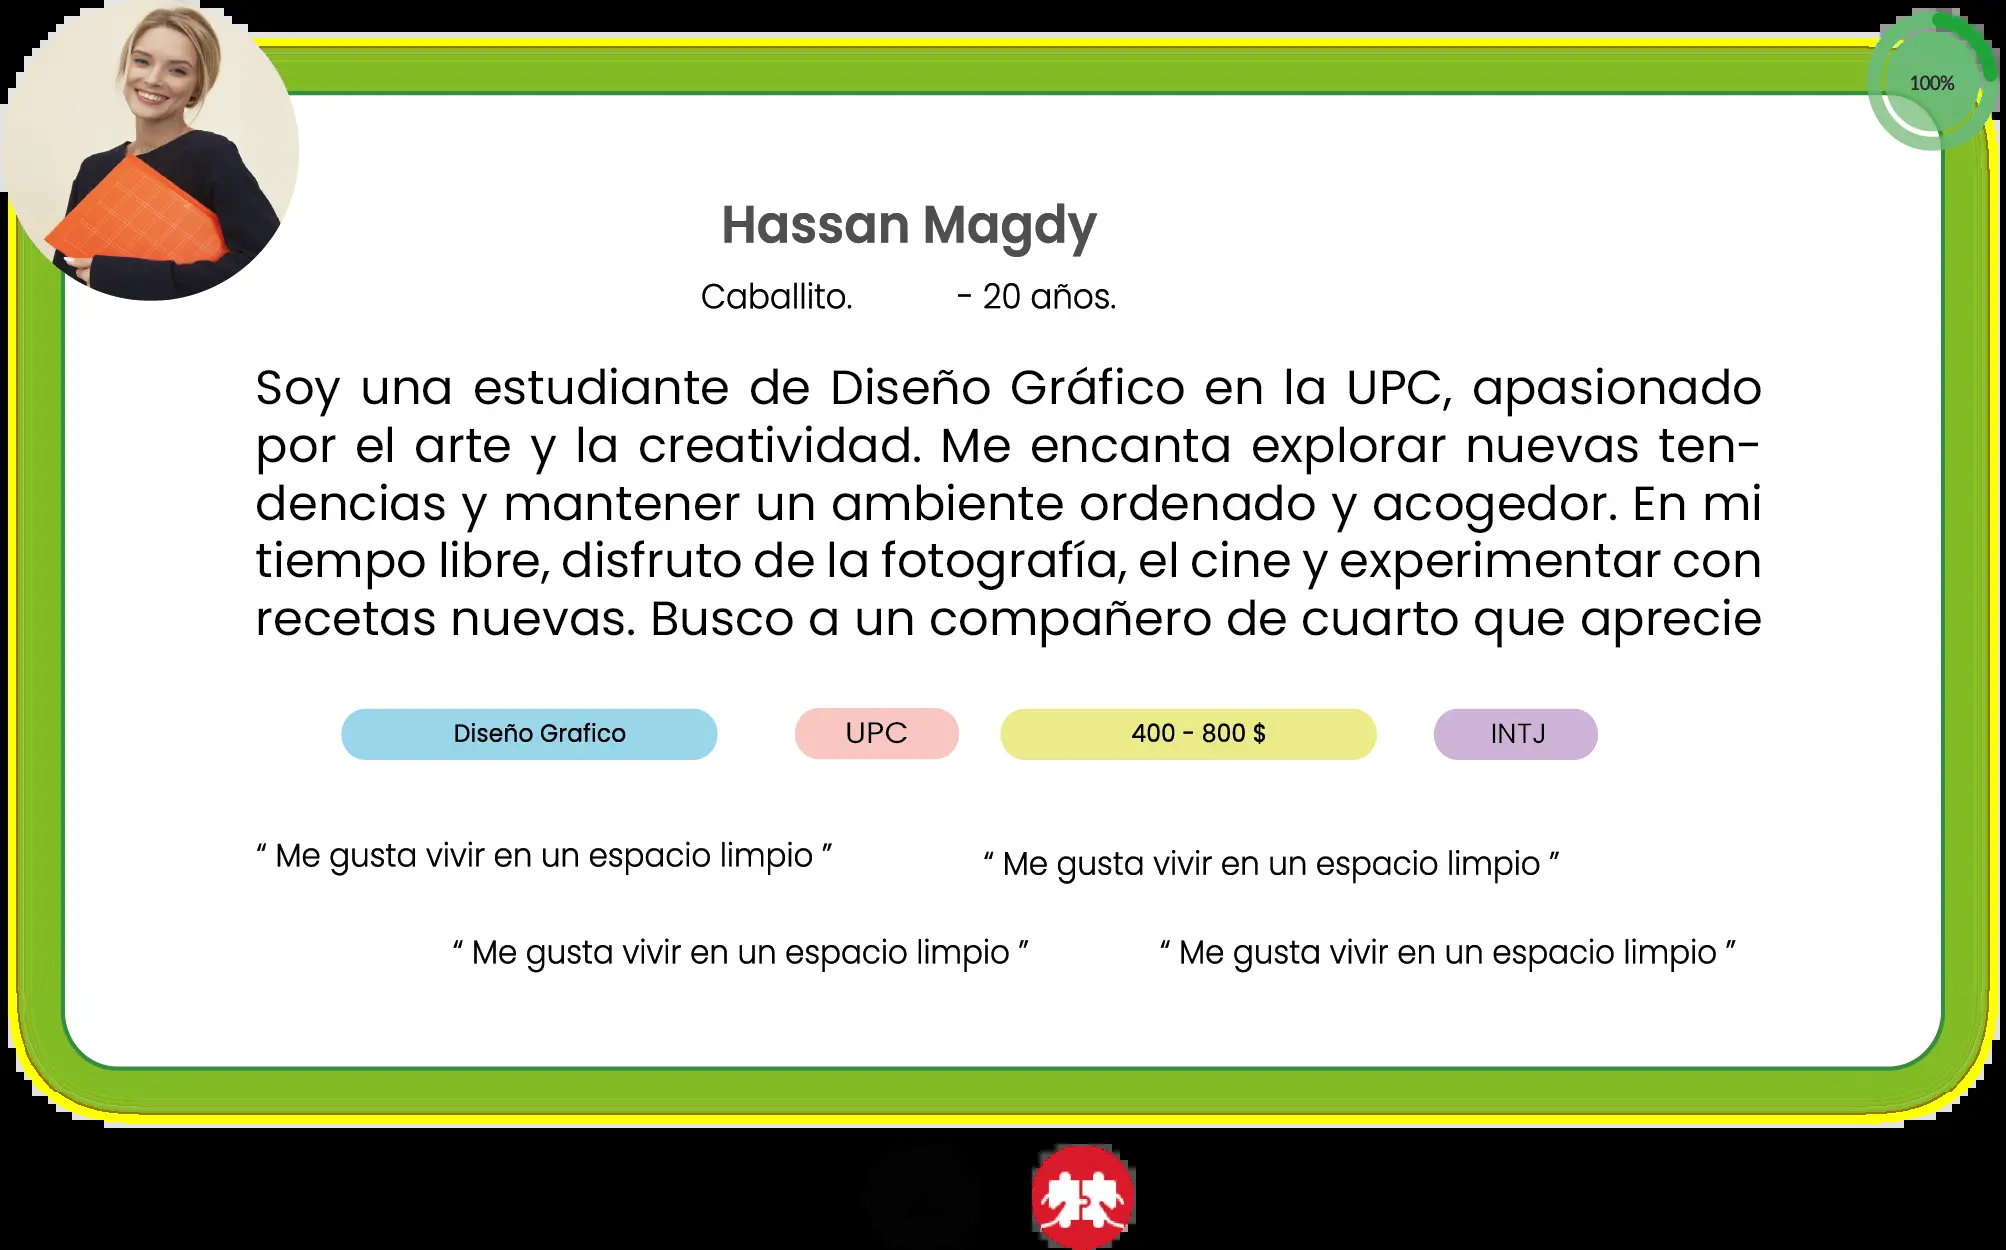 100%
Hassan Magdy
Caballito. - 20 años.
Soy una estudiante de Diseño Gráfico en la UPC, apasionado
por el arte y la creatividad. Me encanta explorar nuevas ten-
dencias y mantener un ambiente ordenado y acogedor. En mi
tiempo libre, disfruto de la fotografía, el cine y experimentar con
recetas nuevas. Busco a un compañero de cuarto que aprecie
Diseño Grafico UPC 400 - 800 $ INTJ
“ Me gusta vivir en un espacio limpio ” “ Me gusta vivir en un espacio limpio ”
“ Me gusta vivir en un espacio limpio ” “ Me gusta vivir en un espacio limpio ”